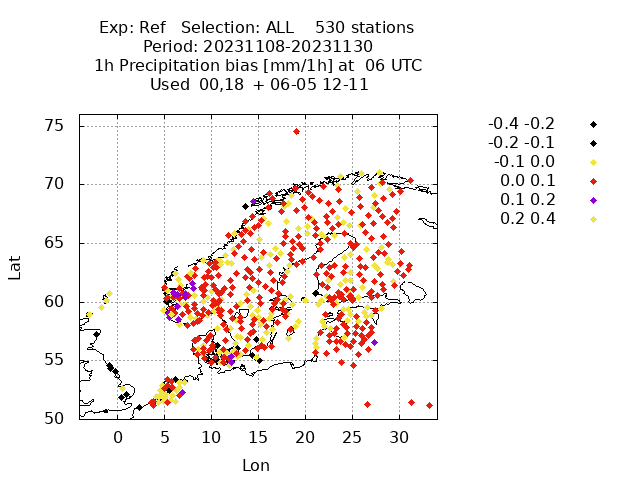 Exp: Ref   Selection: ALL    530 stations
Period: 20231108-20231130
1h Precipitation bias [mm/1h] at  06 UTC
Used 00,18  + 06-05 12-11
-0.4 -0.2
-0.2 -0.1
-0.1 0.0
0.0 0.1
0.1 0.2
0.2 0.4
75
70
65
60
55
50
Lat
0 5 10 15 20 25 30
Lon